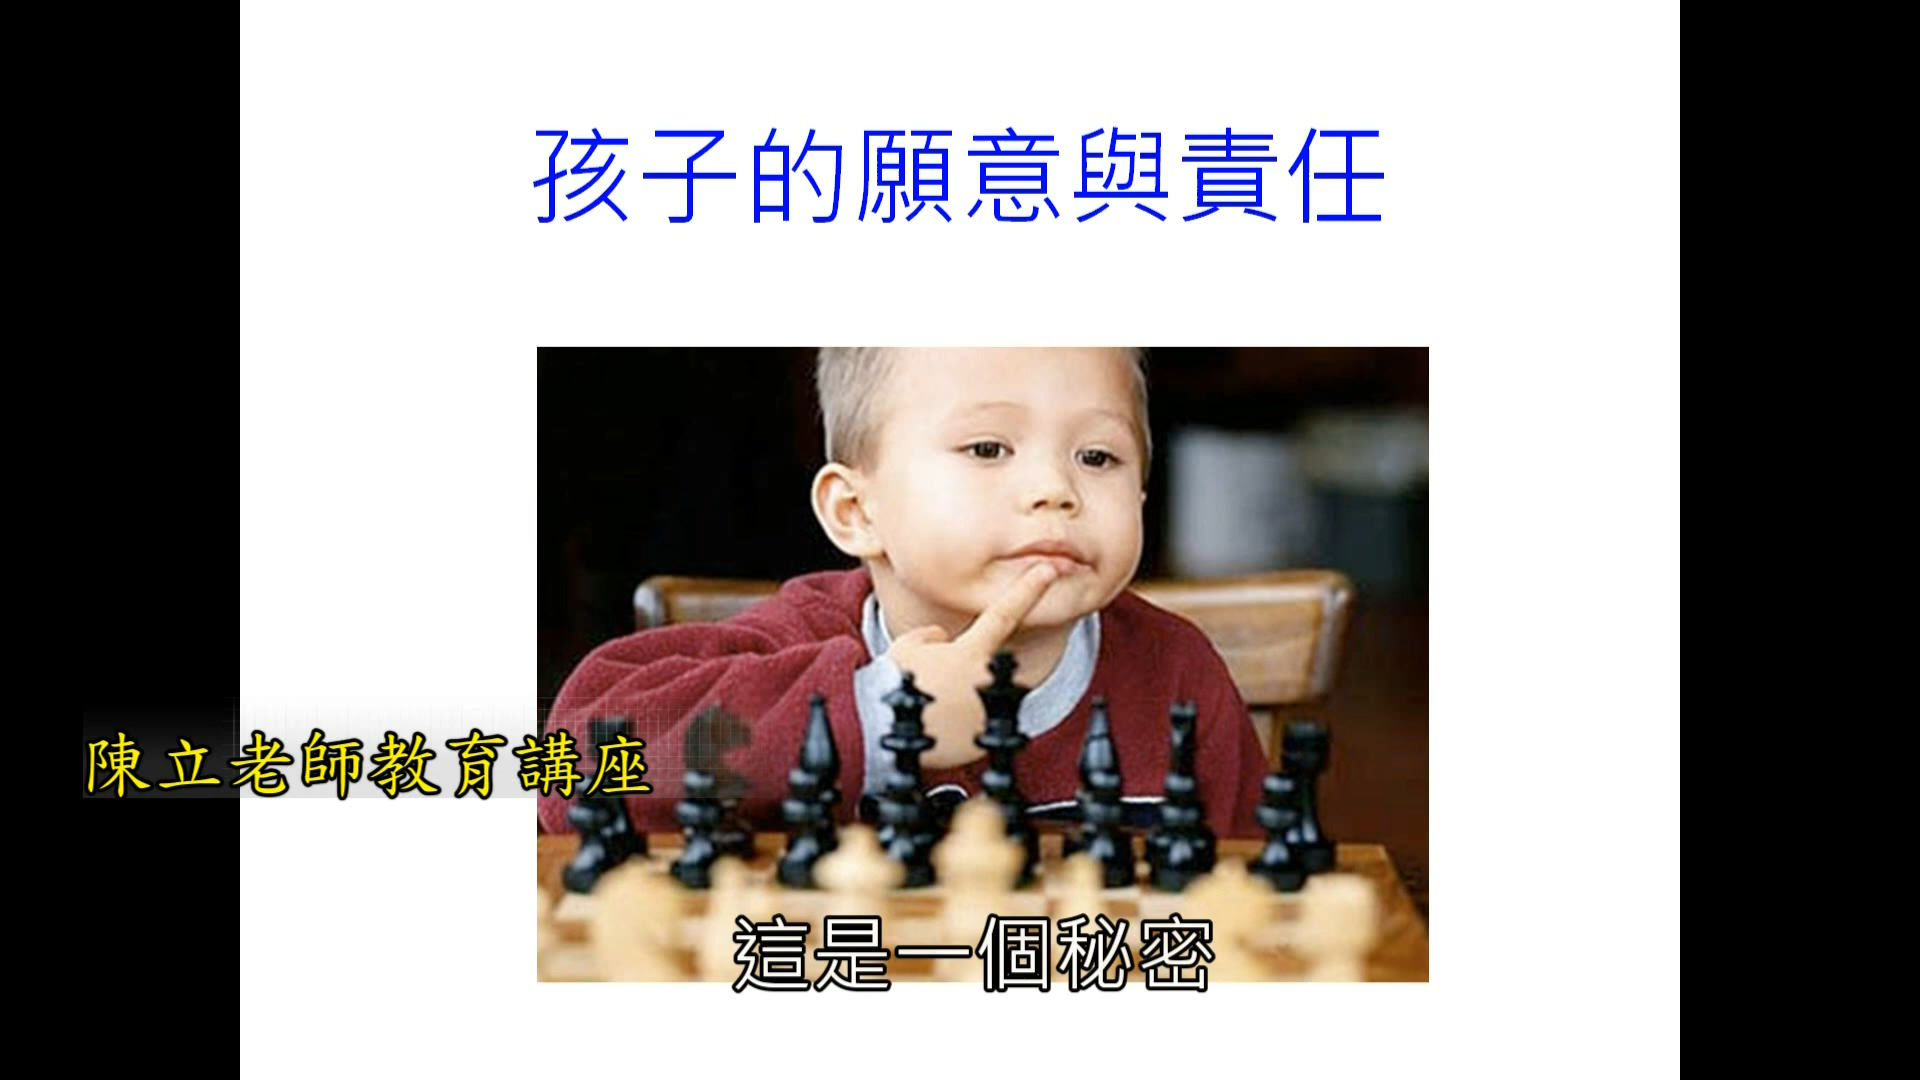 孩子的願意與責任
陳立老師教育講座
這是一個秘密